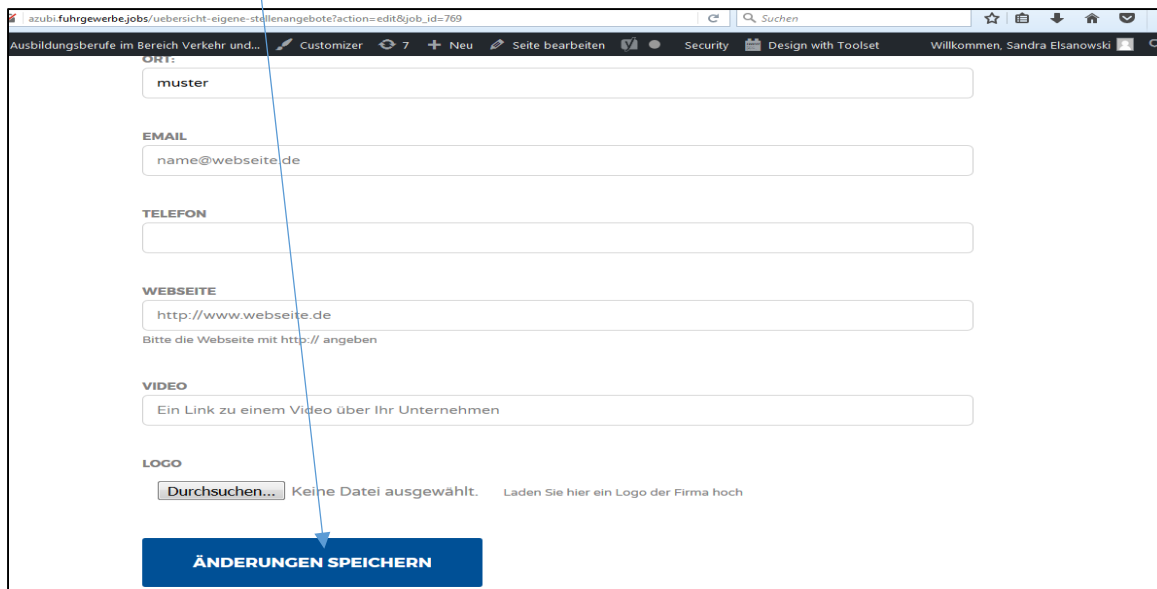 azubi.fuhrgewerbe.jobs/uebersicht-eigene-stellenangebote?action=edit&job_id=769 Suchen
Ausbildungsberufe im Bereich Verkehr und... Customizer 7 + Neu Seite bearbeiten Security Design with Toolset Willkommen, Sandra Elsanowski
ORT:
muster
EMAIL
name@webseite.de
TELEFON
WEBSEITE
http://www.webseite.de
Bitte die Webseite mit http:// angeben
VIDEO
Ein Link zu einem Video über Ihr Unternehmen
LOGO
Durchsuchen... Keine Datei ausgewählt. Laden Sie hier ein Logo der Firma hoch
ÄNDERUNGEN SPEICHERN